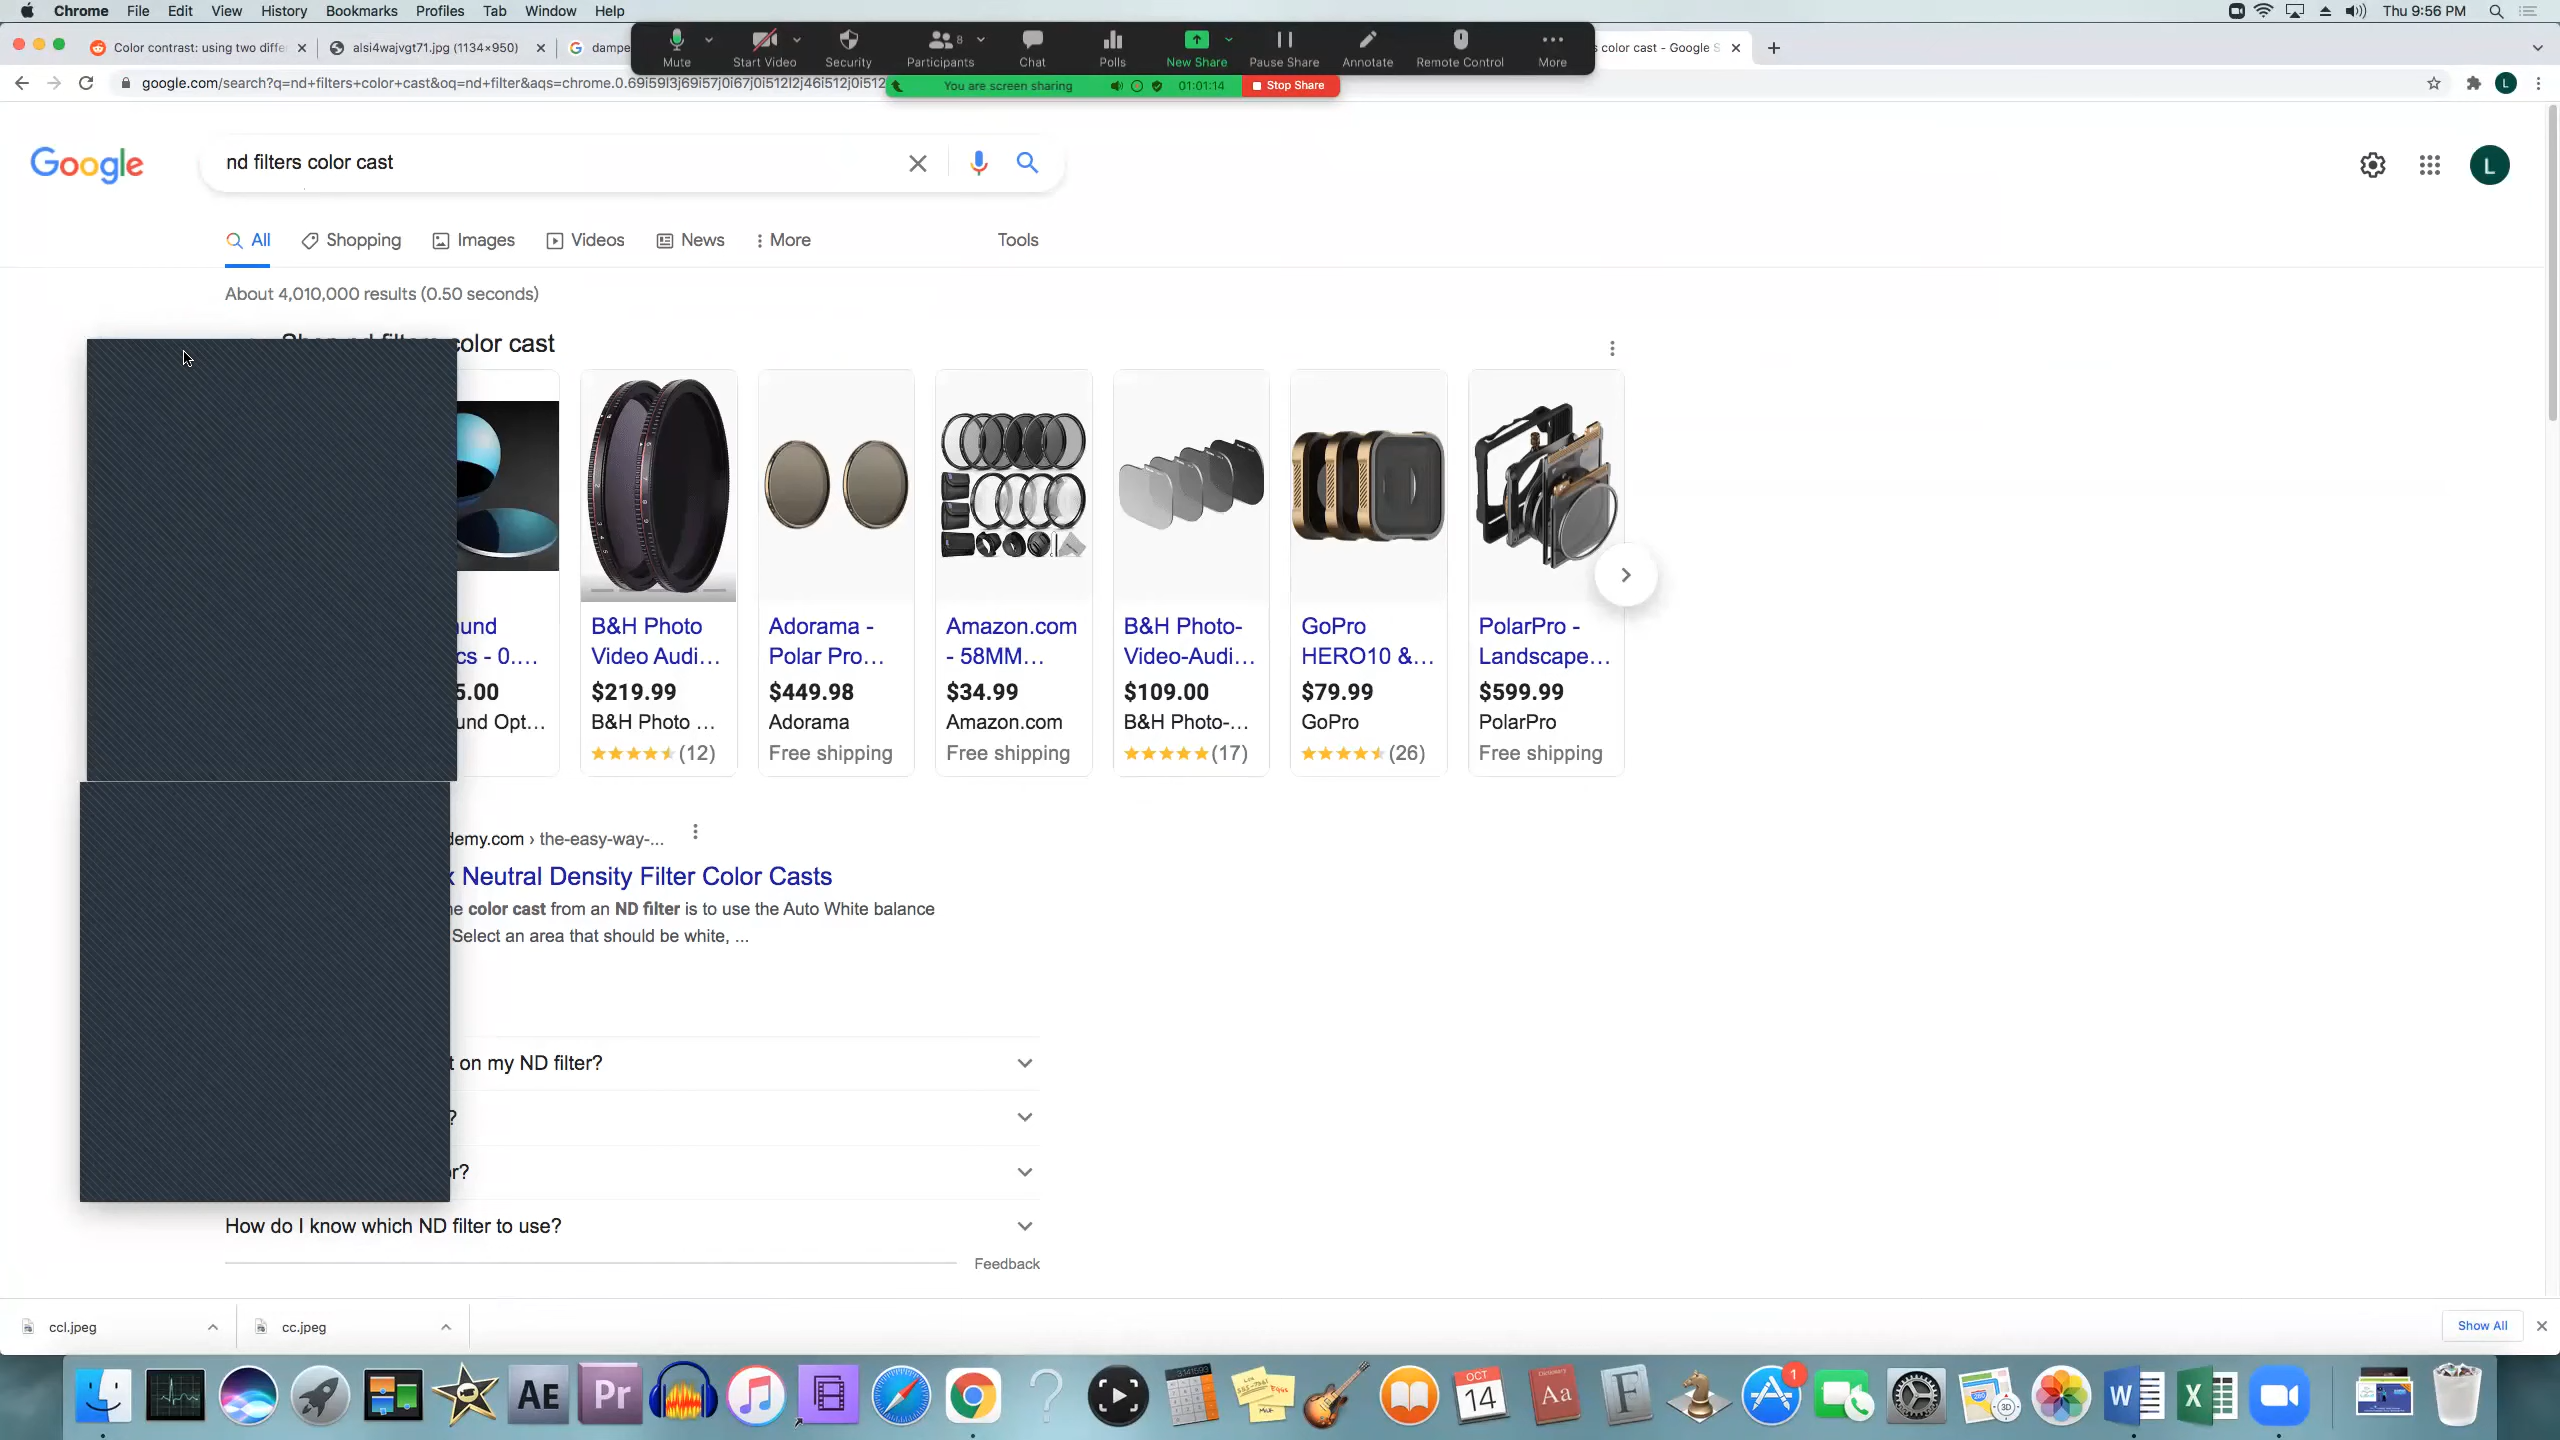 Chrome File Edit View History Bookmarks Profiles Tab Window Help
Thu 9:56 PM
Color contrast: using two diffe
alsi4wajvgt71.jpg (1134×950)
dampe
s color cast - Google S
Mute
Start Video
Security
Participants 8
Chat
Polls
New Share
Pause Share
Annotate
Remote Control
More
google.com/search?q=nd+filters+color+cast&oq=nd+filter&aqs=chrome.0.69i59l3j69i57j0i67j0i512l2j46i512j0i512
You are screen sharing
01:01:14
Stop Share
L
Google
nd filters color cast
L
All
Shopping
Images
Videos
News
More
Tools
About 4,010,000 results (0.50 seconds)
color cast
und
cs - 0....
5.00
und Opt...
B&H Photo
Video Audi...
$219.99
B&H Photo ...
(12)
Adorama -
Polar Pro...
$449.98
Adorama
Free shipping
Amazon.com
- 58MM...
$34.99
Amazon.com
Free shipping
B&H Photo-
Video-Audi...
$109.00
B&H Photo-...
(17)
GoPro
HERO10 &...
$79.99
GoPro
(26)
PolarPro -
Landscape...
$599.99
PolarPro
Free shipping
demy.com › the-easy-way-...
x Neutral Density Filter Color Casts
e color cast from an ND filter is to use the Auto White balance
Select an area that should be white, ...
t on my ND filter?
?
r?
How do I know which ND filter to use?
Feedback
ccl.jpeg
cc.jpeg
Show All
Ae
Pr
OCT
14
Aa
F
1
3D
W
X